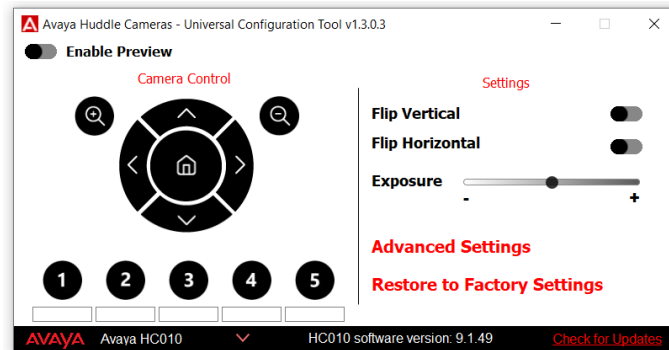 Avaya Huddle Cameras - Universal Configuration Tool v1.3.0.3
Enable Preview
Camera Control
Settings
Flip Vertical
Flip Horizontal
Exposure
- +
Advanced Settings
Restore to Factory Settings
1 2 3 4 5
AVAYA Avaya HC010 HC010 software version: 9.1.49 Check for Updates